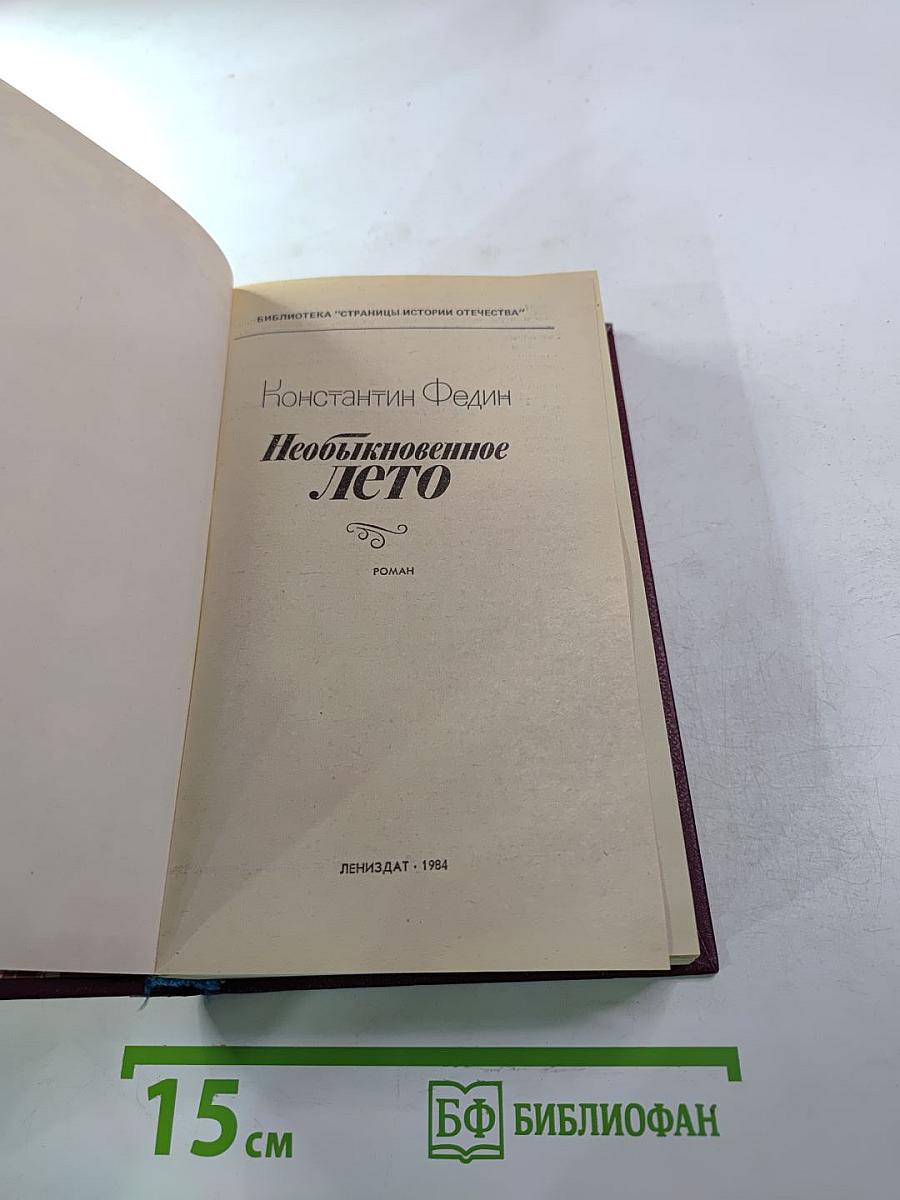 БИБЛИОТЕКА "СТРАНИЦЫ ИСТОРИИ ОТЕЧЕСТВА"
Константин Федин
Необыкновенное
лето
РОМАН
ЛЕНИЗДАТ · 1984
15 см
БФ БИБЛИОФАН